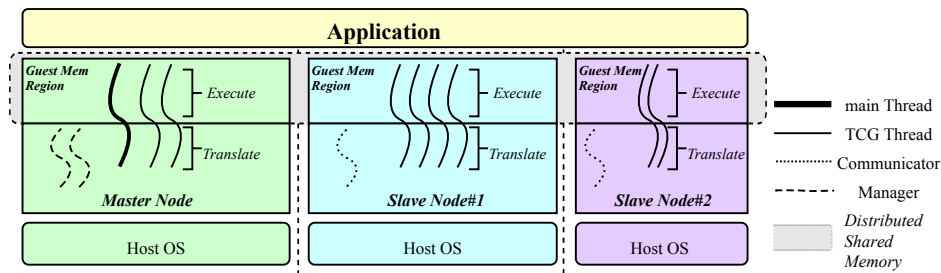 Application
Guest Mem
Region
Execute
Translate
Master Node
Host OS
Guest Mem
Region
Execute
Translate
Slave Node#1
Host OS
Guest Mem
Region
Execute
Translate
Slave Node#2
Host OS
main Thread
TCG Thread
Communicator
Manager
Distributed
Shared
Memory